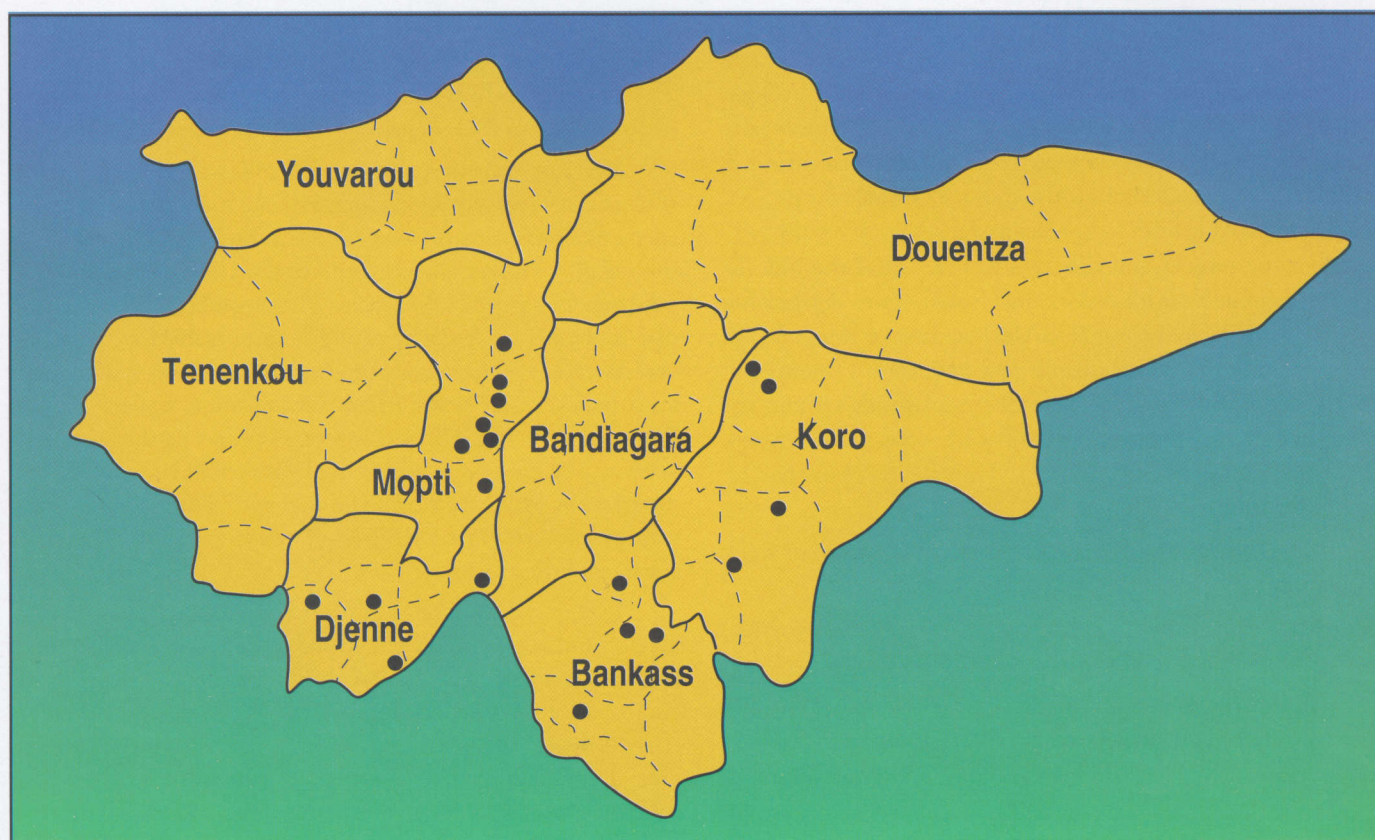 Youvarou
Douentza
Tenenkou
Koro
Bandiagara
Mopti
Djenne
Bankass